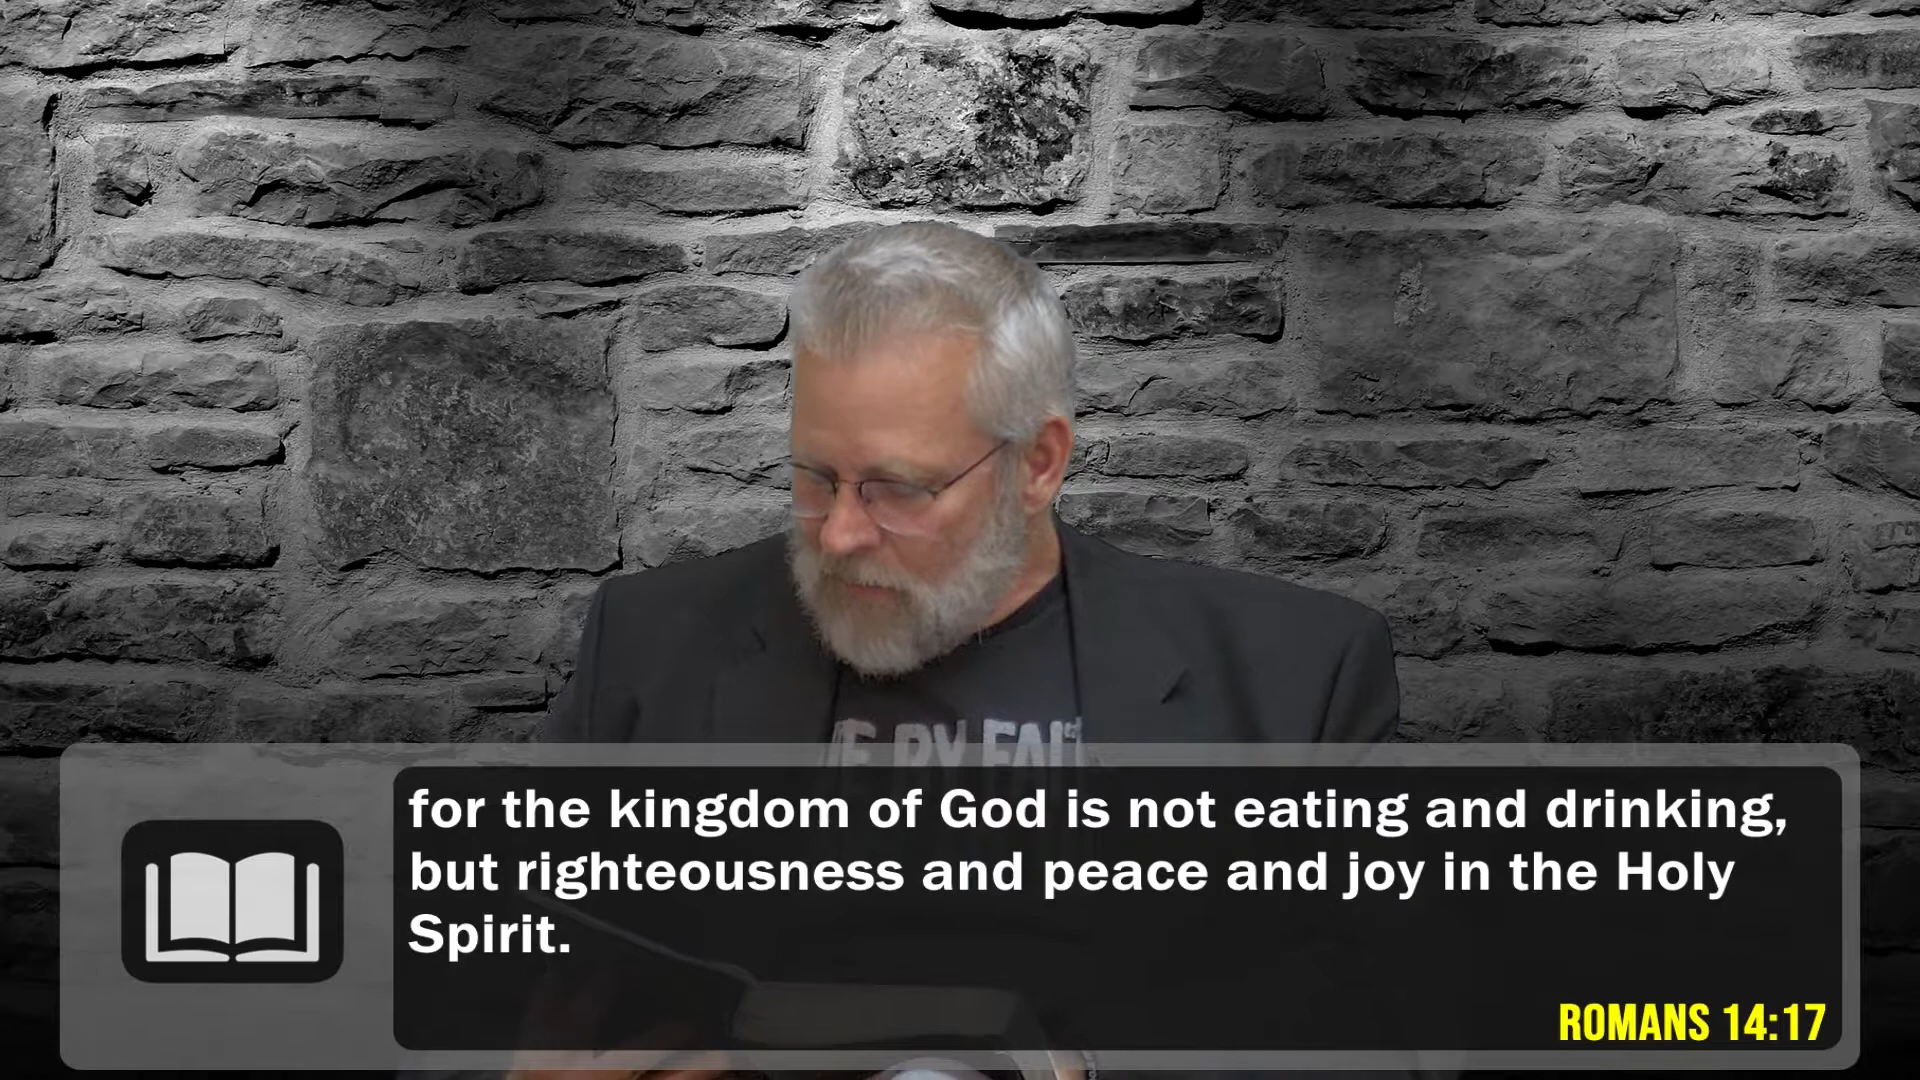 BY
for the kingdom of God is not eating and drinking,
but righteousness and peace and joy in the Holy
Spirit.
ROMANS 14:17